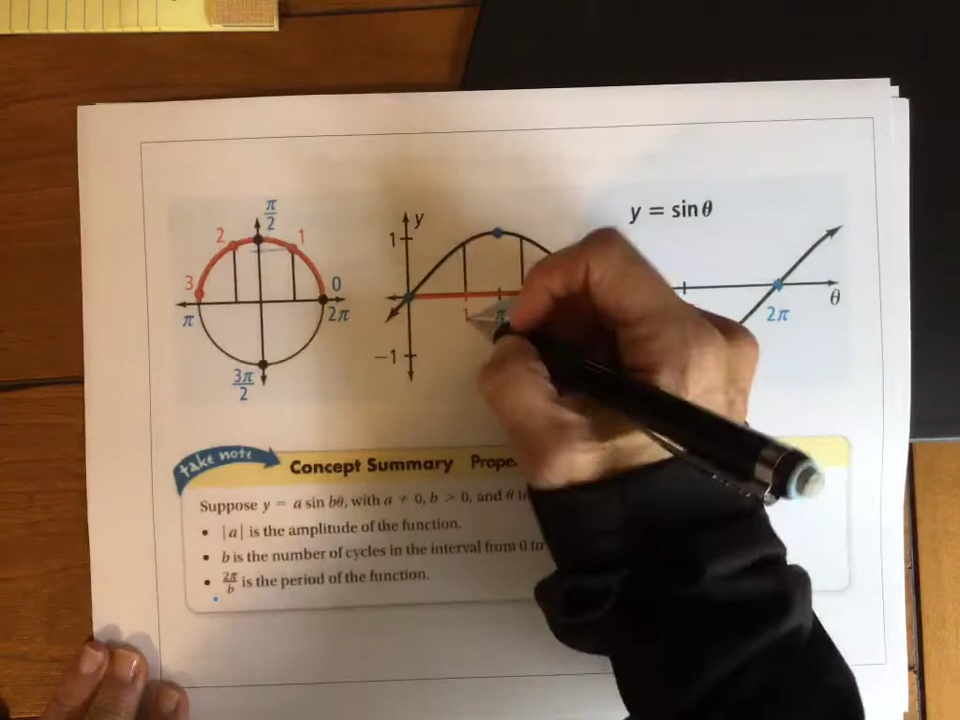 π/2
2 1
3 0
π 2π
3π/2
y
1
−1
1 π
y = sin θ
2π θ
take note
Concept Summary
Suppose y = a sin bθ, with a ≠ 0, b > 0, and θ
• |a| is the amplitude of the function.
• b is the number of cycles in the interval from 0 to
• 2π/b is the period of the function.